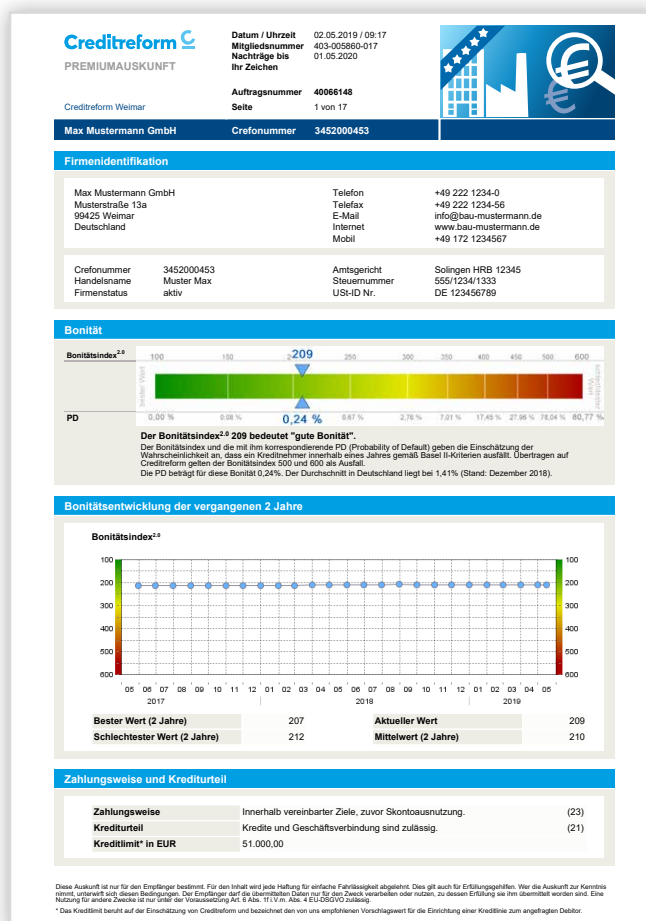 Creditreform C
PREMIUMAUSKUNFT
Creditreform Weimar
Datum / Uhrzeit 02.05.2019 / 09:17
Mitgliedsnummer 403-005860-017
Nachträge bis 01.05.2020
Ihr Zeichen
Auftragsnummer 40066148
Seite 1 von 17
Max Mustermann GmbH Crefonummer 3452000453
Firmenidentifikation
Max Mustermann GmbH Telefon +49 222 1234-0
Musterstraße 13a Telefax +49 222 1234-56
99425 Weimar E-Mail info@bau-mustermann.de
Deutschland Internet www.bau-mustermann.de
Mobil +49 172 1234567
Crefonummer 3452000453 Amtsgericht Solingen HRB 12345
Handelsname Muster Max Steuernummer 555/1234/1333
Firmenstatus aktiv USt-ID Nr. DE 123456789
Bonität
Bonitätsindex2.0 100 150 209 250 300 350 400 450 500 600
bester Wert
schlechtester Wert
PD 0,00 % 0.08 % 0,24 % 0.67 % 2,76 % 7,01 % 17,45 % 27,96 % 78,04 % 80,77 %
Der Bonitätsindex2.0 209 bedeutet "gute Bonität".
Der Bonitätsindex und die mit ihm korrespondierende PD (Probability of Default) geben die Einschätzung der
Wahrscheinlichkeit an, dass ein Kreditnehmer innerhalb eines Jahres gemäß Basel II-Kriterien ausfällt. Übertragen auf
Creditreform gelten der Bonitätsindex 500 und 600 als Ausfall.
Die PD beträgt für diese Bonität 0,24%. Der Durchschnitt in Deutschland liegt bei 1,41% (Stand: Dezember 2018).
Bonitätsentwicklung der vergangenen 2 Jahre
Bonitätsindex2.0
100 100
200 200
300 300
400 400
500 500
600 600
05 06 07 08 09 10 11 12 01 02 03 04 05 06 07 08 09 10 11 12 01 02 03 04 05
2017 2018 2019
Bester Wert (2 Jahre) 207 Aktueller Wert 209
Schlechtester Wert (2 Jahre) 212 Mittelwert (2 Jahre) 210
Zahlungsweise und Krediturteil
Zahlungsweise Innerhalb vereinbarter Ziele, zuvor Skontoausnutzung. (23)
Krediturteil Kredite und Geschäftsverbindung sind zulässig. (21)
Kreditlimit* in EUR 51.000,00
Diese Auskunft ist nur für den Empfänger bestimmt. Für den Inhalt wird jede Haftung für einfache Fahrlässigkeit abgelehnt. Dies gilt auch für Erfüllungsgehilfen. Wer die Auskunft zur Kenntnis
nimmt, unterwirft sich diesen Bedingungen. Der Empfänger darf die übermittelten Daten nur für den Zweck verarbeiten oder nutzen, zu dessen Erfüllung sie ihm übermittelt worden sind. Eine
Nutzung für andere Zwecke ist nur unter der Voraussetzung Art. 6 Abs. 1f i.V.m. Abs. 4 EU-DSGVO zulässig.
* Das Kreditlimit beruht auf der Einschätzung von Creditreform und bezeichnet den von uns empfohlenen Vorschlagswert für die Einrichtung einer Kreditlinie zum angefragten Debitor.